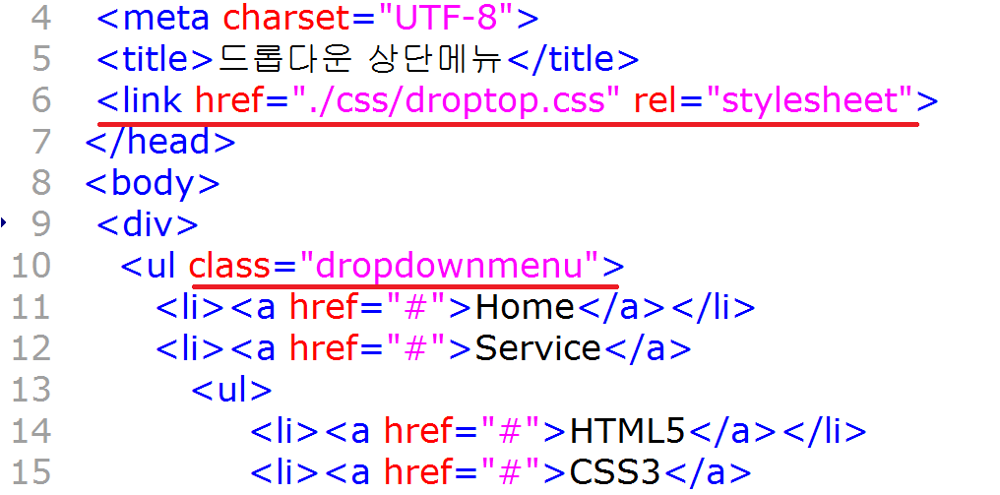 4 <meta charset="UTF-8">
5 <title>드롭다운 상단메뉴</title>
6 <link href="./css/droptop.css" rel="stylesheet">
7 </head>
8 <body>
9 <div>
10 <ul class="dropdownmenu">
11 <li><a href="#">Home</a></li>
12 <li><a href="#">Service</a>
13 <ul>
14 <li><a href="#">HTML5</a></li>
15 <li><a href="#">CSS3</a>